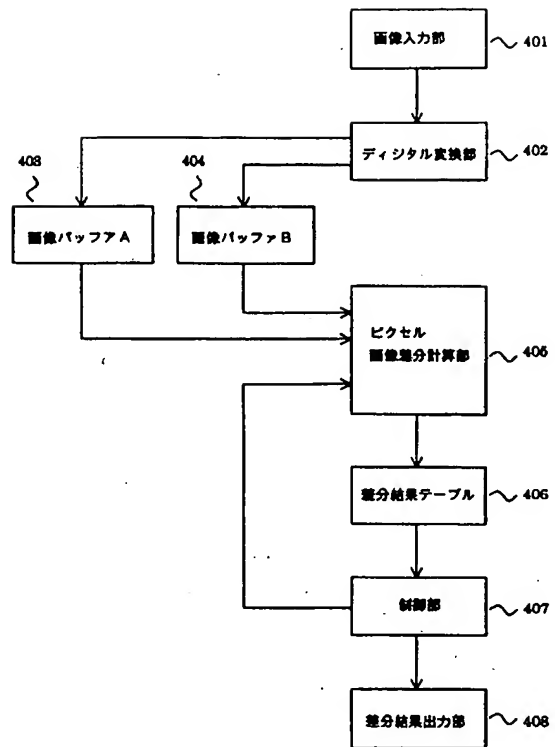 画像入力部
401
ディジタル変換部
402
403
404
画像バッファA
画像バッファB
ピクセル
画像差分計算部
405
差分結果テーブル
406
制御部
407
差分結果出力部
408